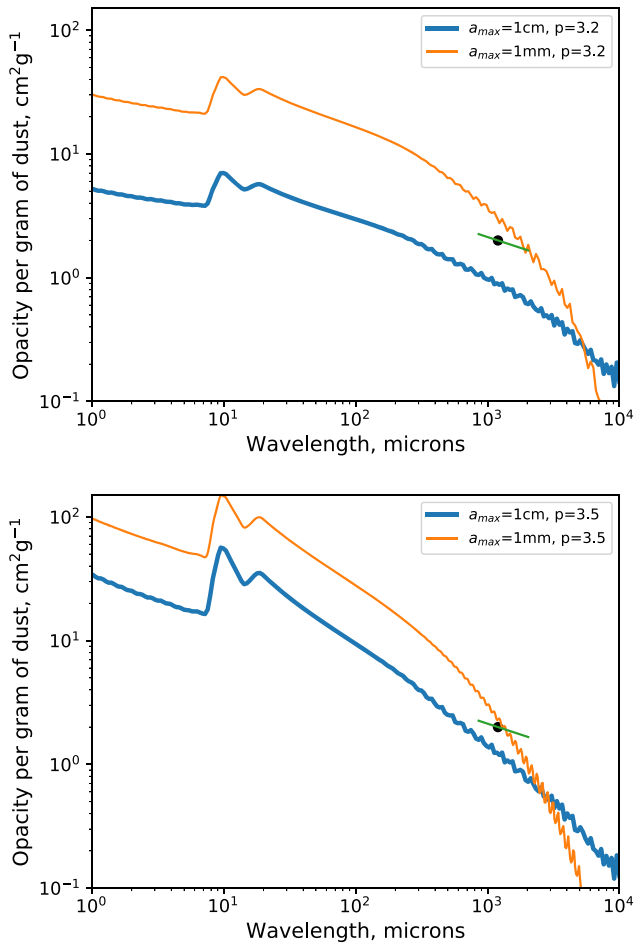 Opacity per gram of dust, cm²g⁻¹
10²
10¹
10⁰
10⁻¹
a_max=1cm, p=3.2
a_max=1mm, p=3.2
10⁰ 10¹ 10² 10³ 10⁴
Wavelength, microns
Opacity per gram of dust, cm²g⁻¹
10²
10¹
10⁰
10⁻¹
a_max=1cm, p=3.5
a_max=1mm, p=3.5
10⁰ 10¹ 10² 10³ 10⁴
Wavelength, microns